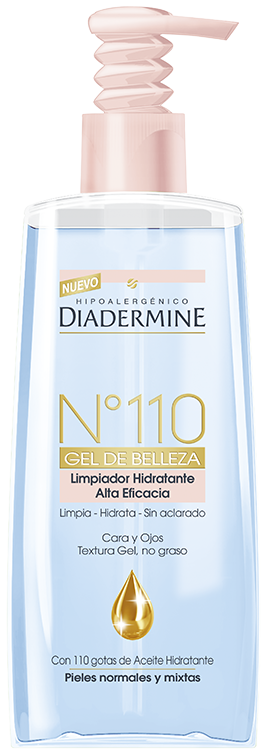 NUEVO
HIPOALERGÉNICO
DIADERMINE
N°110
GEL DE BELLEZA
Limpiador Hidratante
Alta Eficacia
Limpia - Hidrata - Sin aclarado
Cara y Ojos
Textura Gel, no graso
Con 110 gotas de Aceite Hidratante
Pieles normales y mixtas